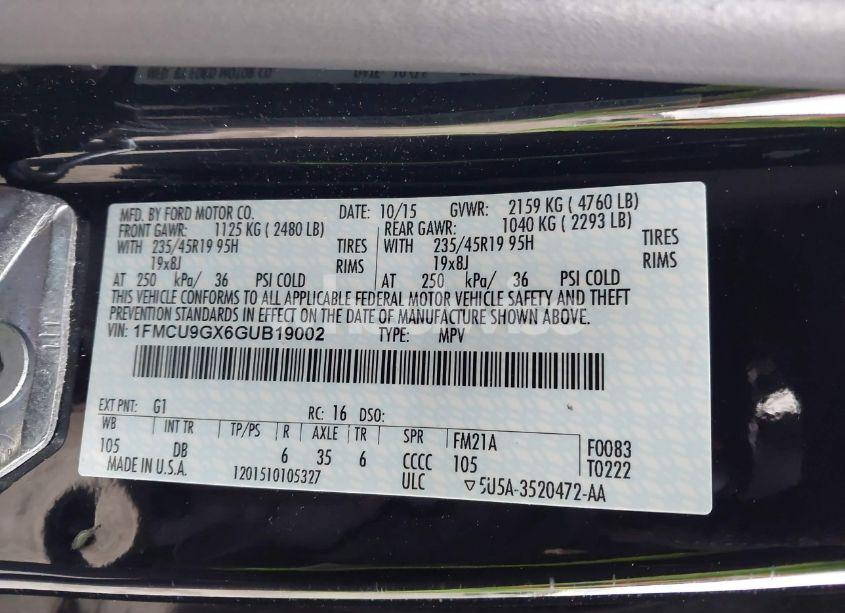 MFD. BY FORD MOTOR CO. DATE: 10/15 GVWR: 2159 KG ( 4760 LB)
FRONT GAWR: 1125 KG ( 2480 LB) REAR GAWR: 1040 KG ( 2293 LB)
WITH 235/45R19 95H TIRES WITH 235/45R19 95H TIRES
19x8J RIMS 19x8J RIMS
AT 250 kPa/ 36 PSI COLD AT 250 kPa/ 36 PSI COLD
THIS VEHICLE CONFORMS TO ALL APPLICABLE FEDERAL MOTOR VEHICLE SAFETY AND THEFT
PREVENTION STANDARDS IN EFFECT ON THE DATE OF MANUFACTURE SHOWN ABOVE.
VIN: 1FMCU9GX6GUB19002 TYPE: MPV
EXT PNT: G1 RC: 16 DSO:
WB INT TR TP/PS R AXLE TR SPR FM21A F0083
105 DB 6 35 6 CCCC 105 T0222
MADE IN U.S.A. 1201510105327 ULC ▽5U5A-3520472-AA